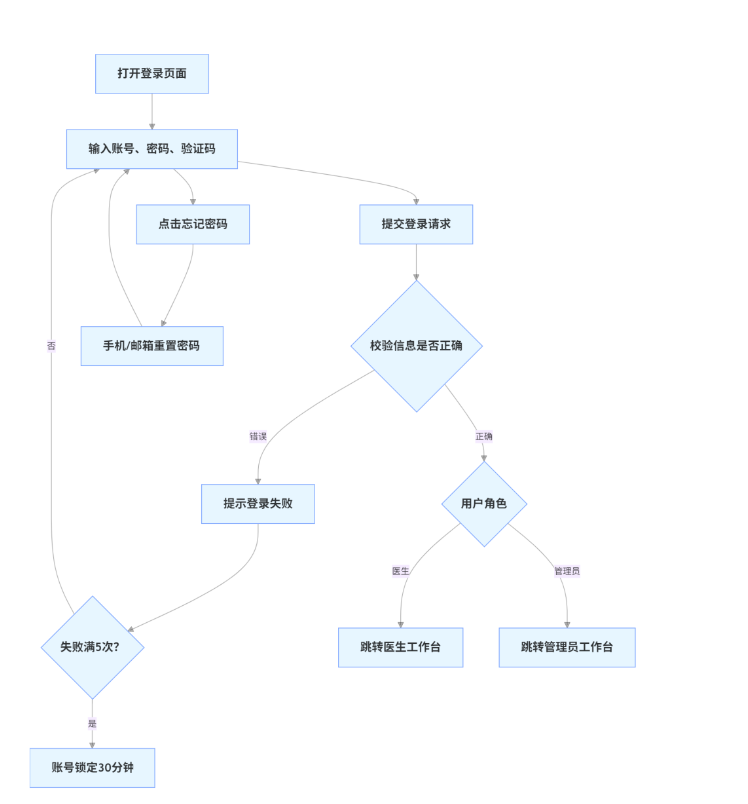 打开登录页面
输入账号、密码、验证码
点击忘记密码
提交登录请求
手机/邮箱重置密码
校验信息是否正确
否
错误
正确
提示登录失败
用户角色
医生
管理员
失败满5次?
跳转医生工作台
跳转管理员工作台
是
账号锁定30分钟